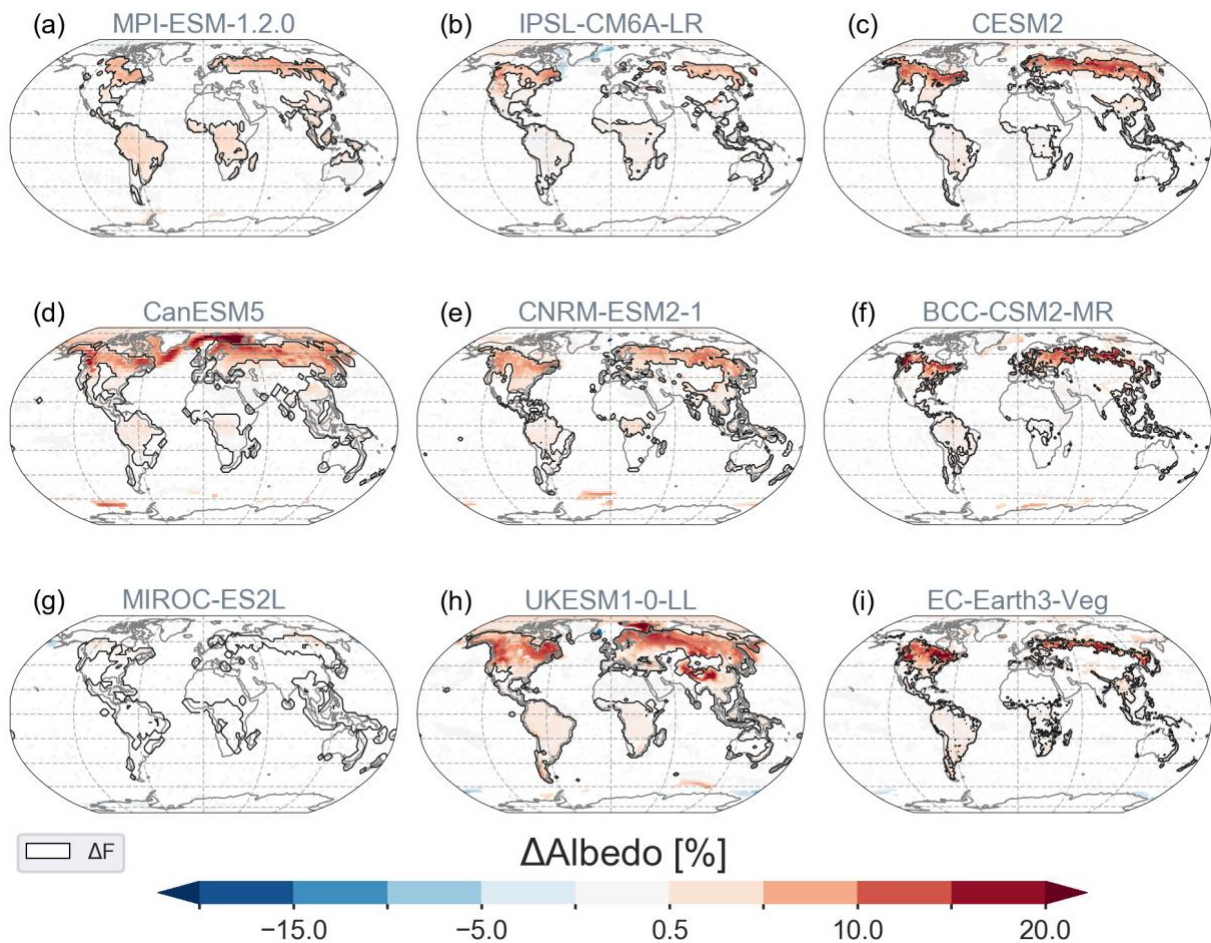 (a) MPI-ESM-1.2.0
(b) IPSL-CM6A-LR
(c) CESM2
(d) CanESM5
(e) CNRM-ESM2-1
(f) BCC-CSM2-MR
(g) MIROC-ES2L
(h) UKESM1-0-LL
(i) EC-Earth3-Veg
ΔF
ΔAlbedo [%]
−15.0 −5.0 0.5 10.0 20.0